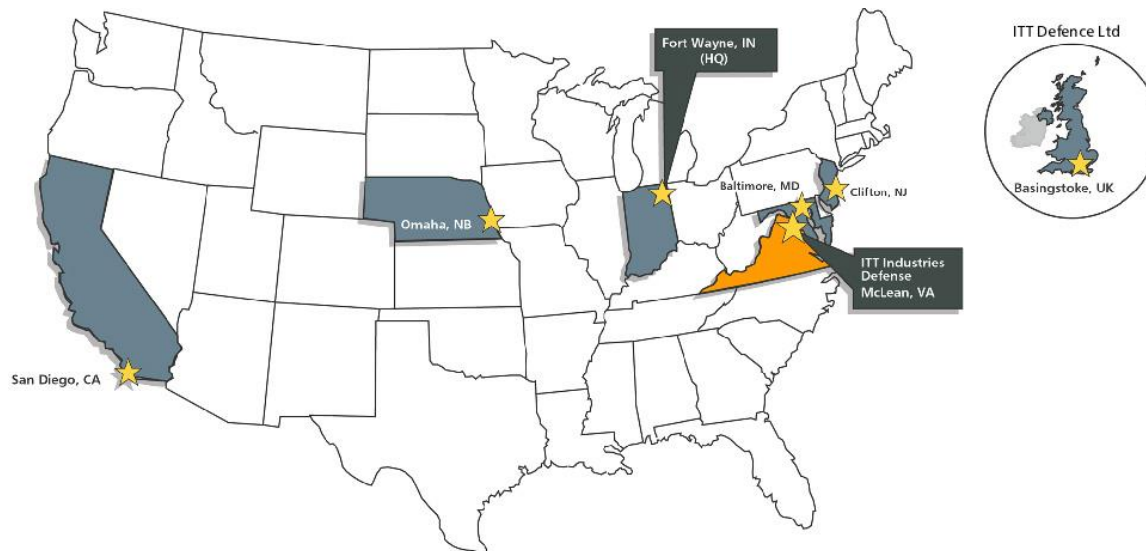 ITT Defence Ltd
Fort Wayne, IN
(HQ)
Baltimore, MD
Clifton, NJ
Basingstoke, UK
Omaha, NB
ITT Industries
Defense
McLean, VA
San Diego, CA